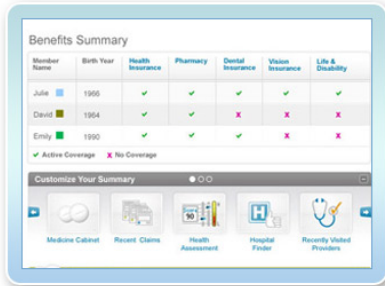 Benefits Summary
Member Name Birth Year Health Insurance Pharmacy Dental Insurance Vision Insurance Life & Disability
Julie 1966 ✔ ✔ ✔ ✔ ✔
David 1964 ✔ ✔ X X X
Emily 1990 ✔ ✔ ✔ X X
✔ Active Coverage X No Coverage
Customize Your Summary
90
H
Medicine Cabinet Recent Claims Health Assessment Hospital Finder Recently Visited Providers